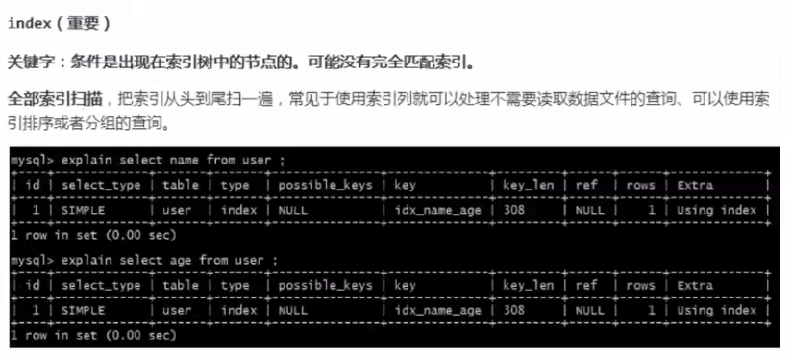 index（重要）
关键字：条件是出现在索引树中的节点的。可能没有完全匹配索引。
全部索引扫描，把索引从头到尾扫一遍，常见于使用索引列就可以处理不需要读取数据文件的查询、可以使用索
引排序或者分组的查询。
mysql> explain select name from user ;
| id | select_type | table | type | possible_keys | key | key_len | ref | rows | Extra |
| 1 | SIMPLE | user | index | NULL | idx_name_age | 308 | NULL | 1 | Using index |
1 row in set (0.00 sec)
mysql> explain select age from user ;
| id | select_type | table | type | possible_keys | key | key_len | ref | rows | Extra |
| 1 | SIMPLE | user | index | NULL | idx_name_age | 308 | NULL | 1 | Using index |
1 row in set (0.00 sec)